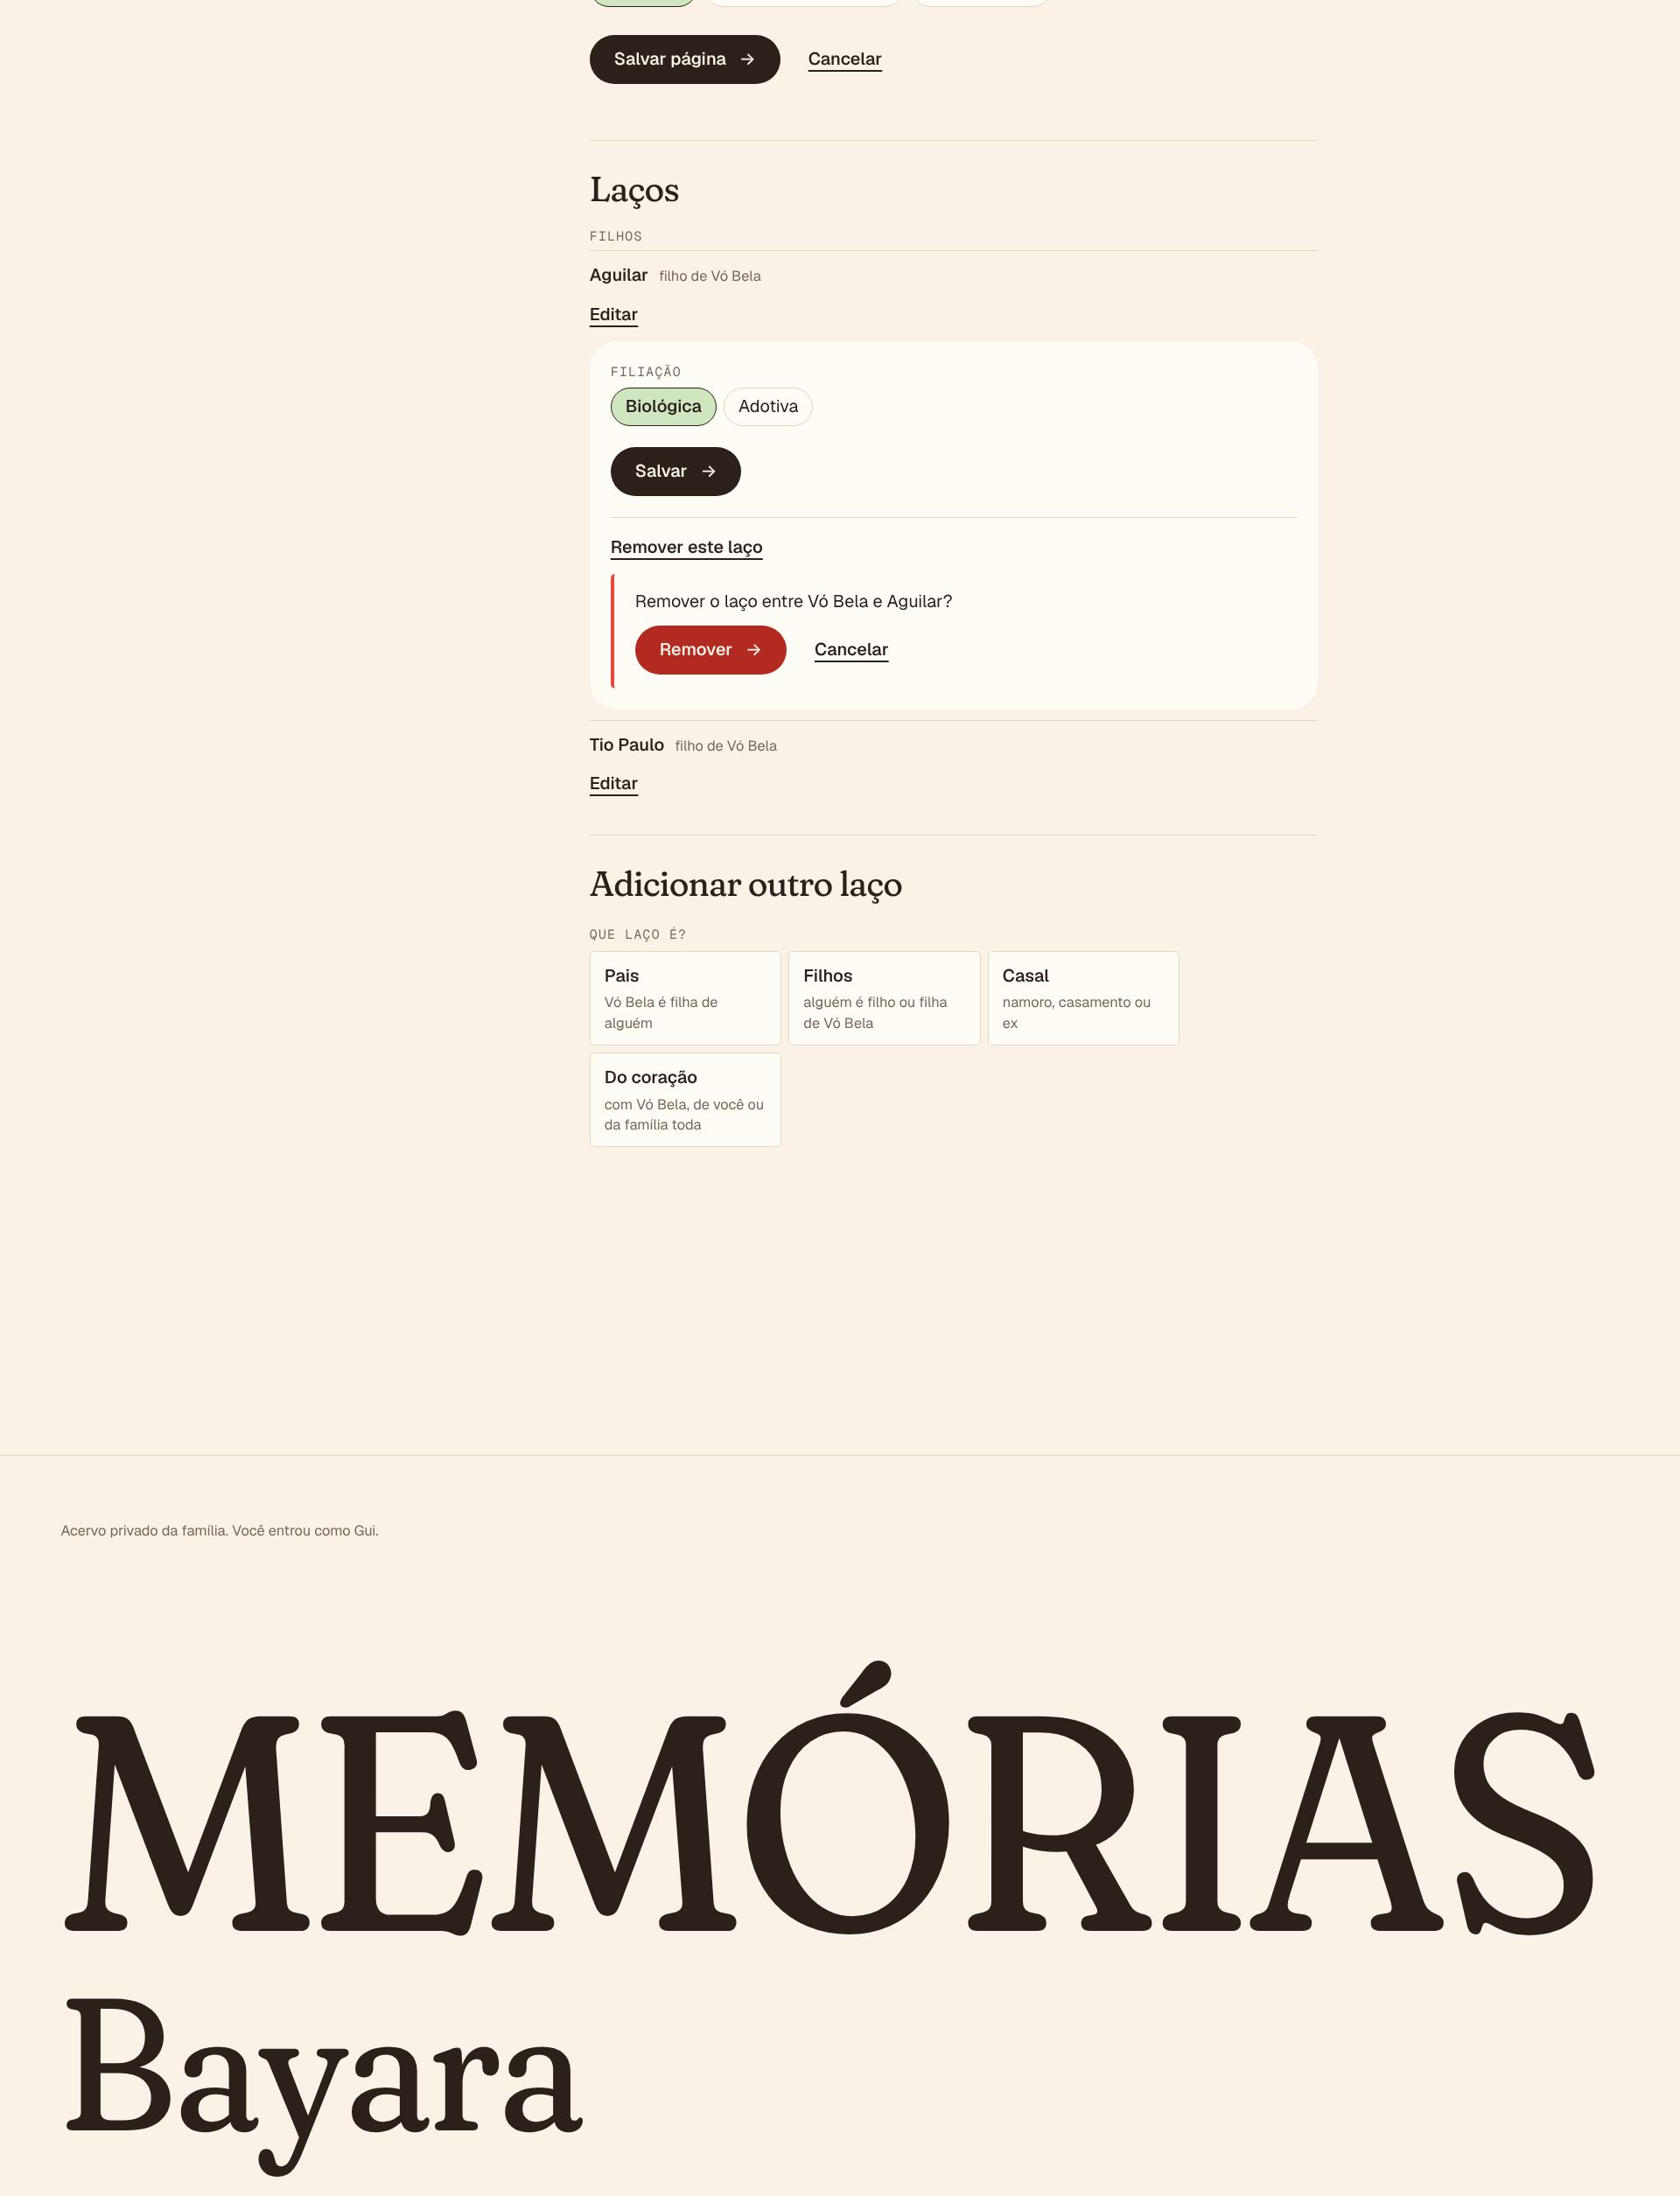 Salvar página → Cancelar
Laços
FILHOS
Aguilar filho de Vó Bela
Editar
FILIAÇÃO
Biológica Adotiva
Salvar →
Remover este laço
Remover o laço entre Vó Bela e Aguilar?
Remover → Cancelar
Tio Paulo filho de Vó Bela
Editar
Adicionar outro laço
QUE LAÇO É?
Pais
Vó Bela é filha de
alguém
Filhos
alguém é filho ou filha
de Vó Bela
Casal
namoro, casamento ou
ex
Do coração
com Vó Bela, de você ou
da família toda
Acervo privado da família. Você entrou como Gui.
MEMÓRIAS
Bayara